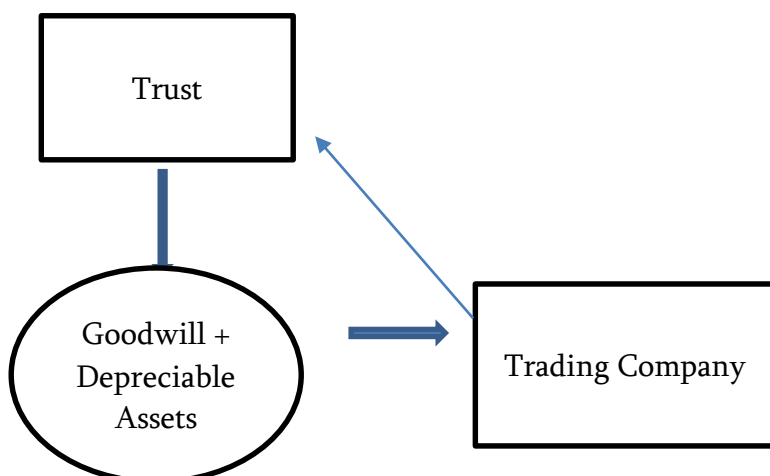 Trust
Goodwill +
Depreciable
Assets
Trading Company